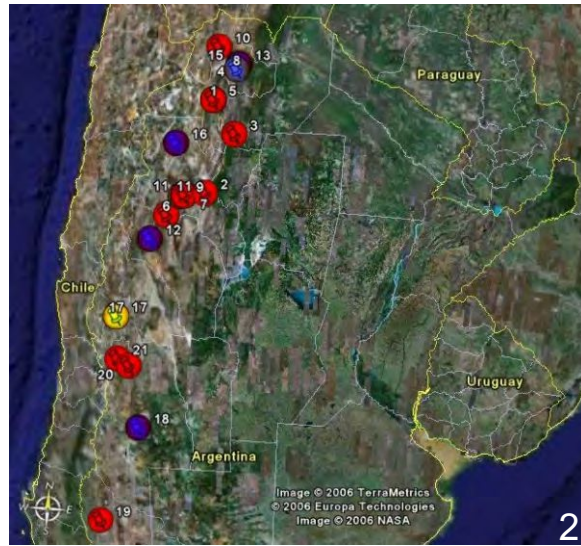 10
15
8
13
4
Paraguay
5
1
3
16
11
11
9
2
7
6
12
Chile
17
17
21
20
Uruguay
18
Argentina
Image © 2006 TerraMetrics
© 2006 Europa Technologies
Image © 2006 NASA
N
W
E
S
19
2